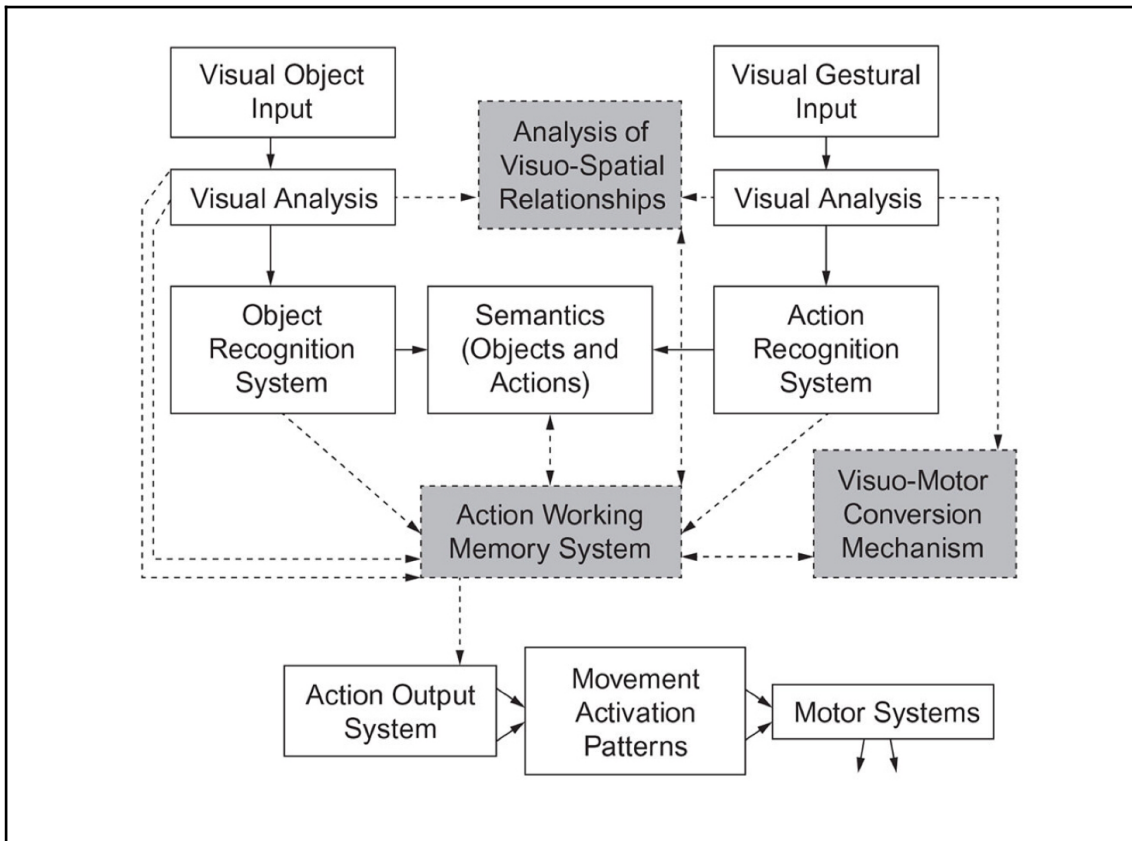 Visual Object
Input
Visual Gestural
Input
Analysis of
Visuo-Spatial
Relationships
Visual Analysis
Visual Analysis
Object
Recognition
System
Semantics
(Objects and
Actions)
Action
Recognition
System
Action Working
Memory System
Visuo-Motor
Conversion
Mechanism
Action Output
System
Movement
Activation
Patterns
Motor Systems